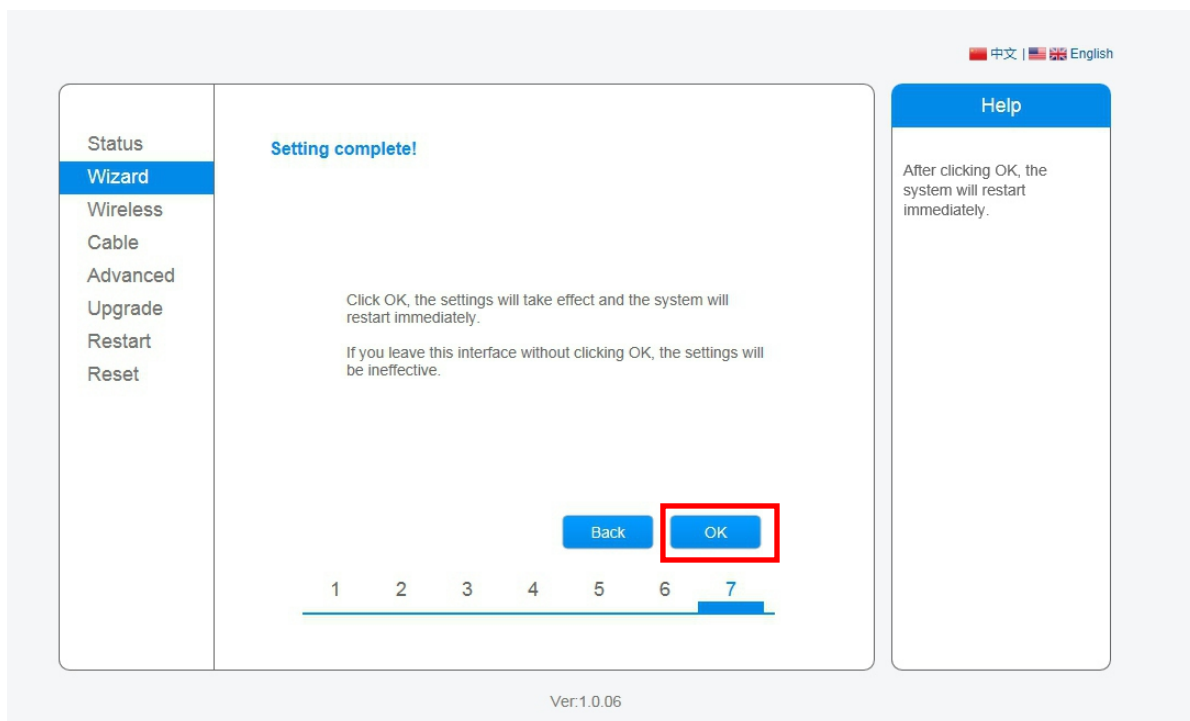 中文 | English
Help
Status
Wizard
Wireless
Cable
Advanced
Upgrade
Restart
Reset
Setting complete!
Click OK, the settings will take effect and the system will
restart immediately.
If you leave this interface without clicking OK, the settings will
be ineffective.
Back OK
1 2 3 4 5 6 7
After clicking OK, the
system will restart
immediately.
Ver:1.0.06